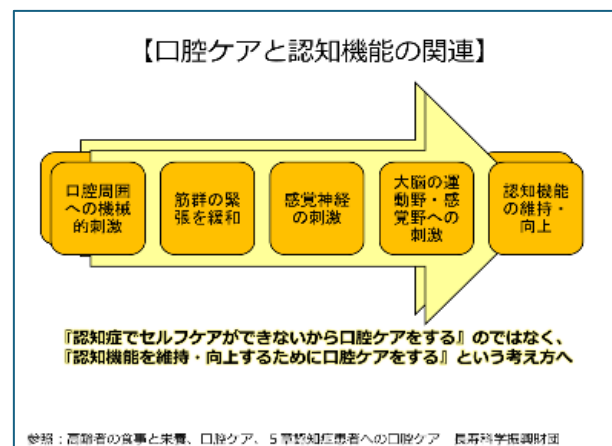 【口腔ケアと認知機能の関連】
口腔周囲
への機械
的刺激
筋群の緊
張を緩和
感覚神経
の刺激
大脳の運
動野・感
覚野への
刺激
認知機能
の維持・
向上
『認知症でセルフケアができないから口腔ケアをする』のではなく、
『認知機能を維持・向上するために口腔ケアをする』という考え方へ
参照：高齢者の食事と栄養、口腔ケア、５章認知症患者への口腔ケア　長寿科学振興財団